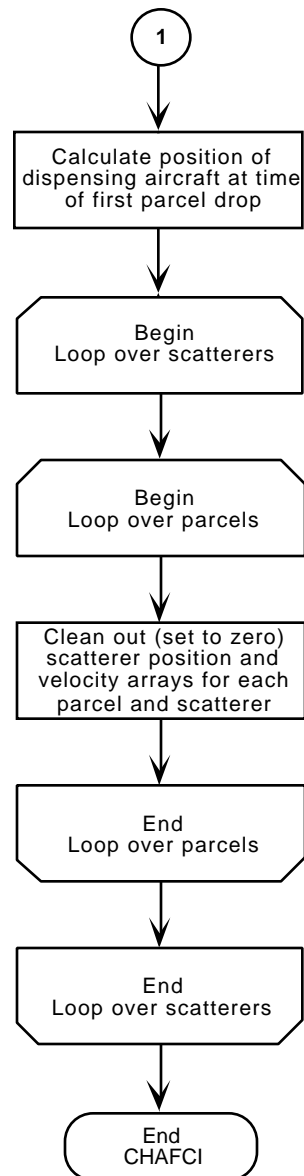 1
Calculate position of
dispensing aircraft at time
of first parcel drop
Begin
Loop over scatterers
Begin
Loop over parcels
Clean out (set to zero)
scatterer position and
velocity arrays for each
parcel and scatterer
End
Loop over parcels
End
Loop over scatterers
End
CHAFCI